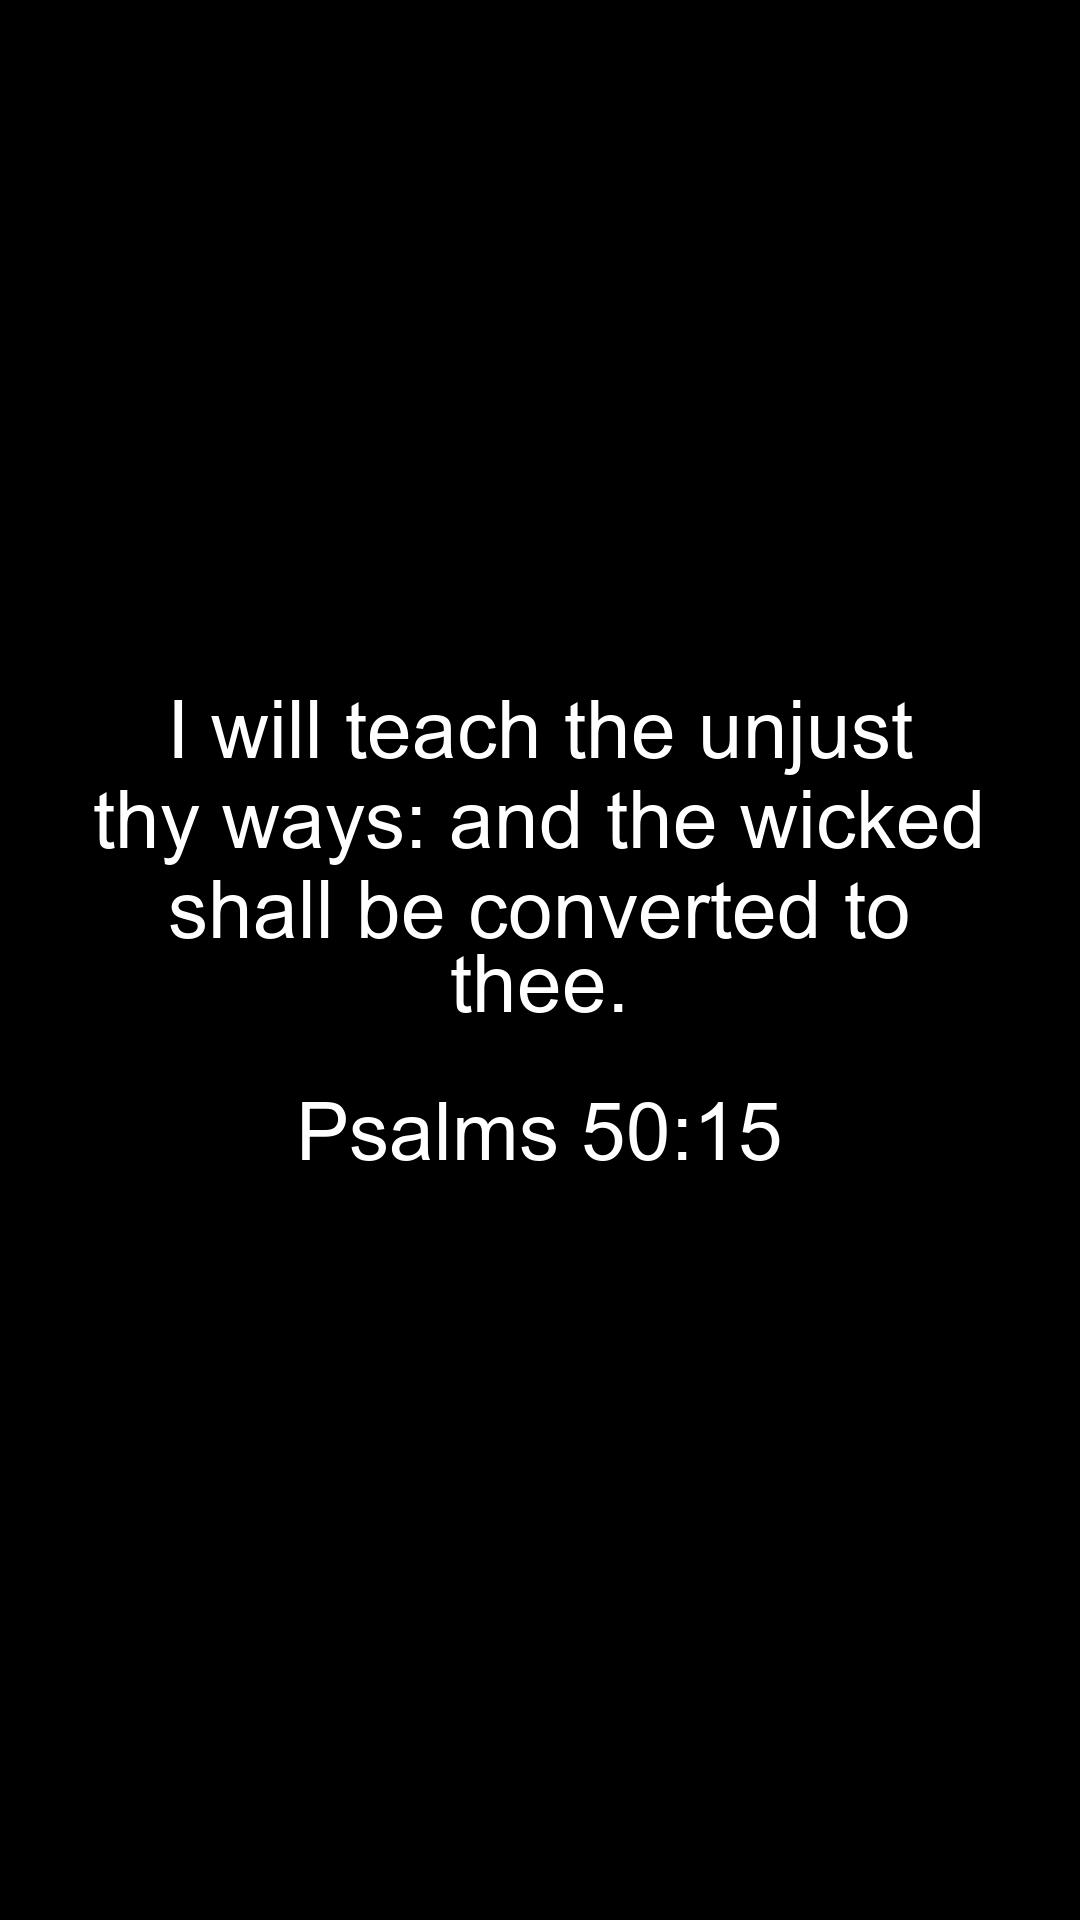 I will teach the unjust
thy ways: and the wicked
shall be converted to
thee.
Psalms 50:15